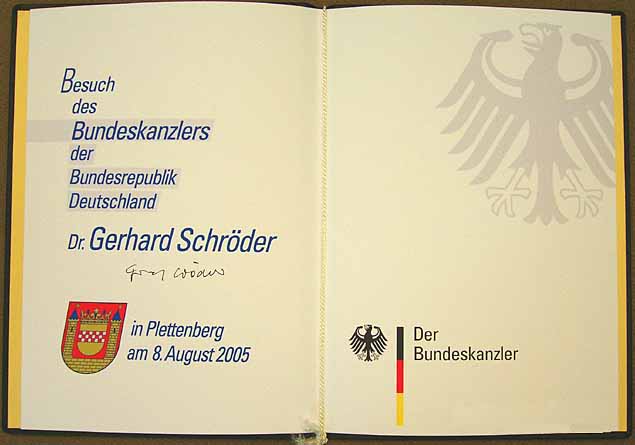 Besuch
des
Bundeskanzlers
der
Bundesrepublik
Deutschland
Dr. Gerhard Schröder
in Plettenberg
am 8. August 2005
Der
Bundeskanzler